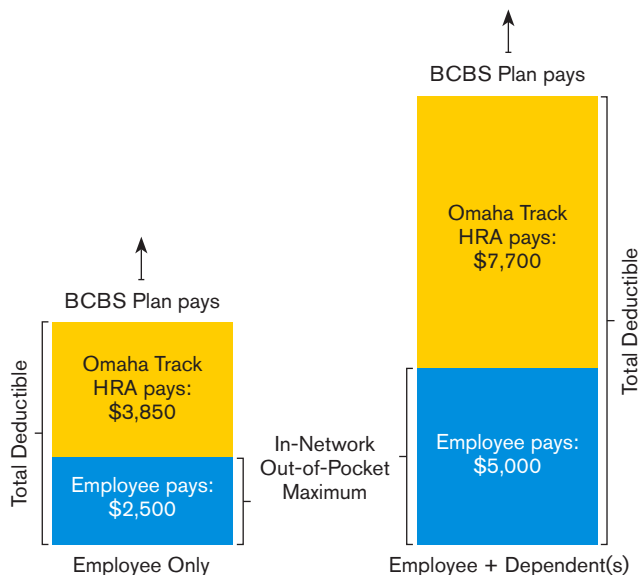 BCBS Plan pays
Omaha Track
HRA pays:
$3,850
Employee pays:
$2,500
Total Deductible
Employee Only
In-Network
Out-of-Pocket
Maximum
BCBS Plan pays
Omaha Track
HRA pays:
$7,700
Employee pays:
$5,000
Total Deductible
Employee + Dependent(s)